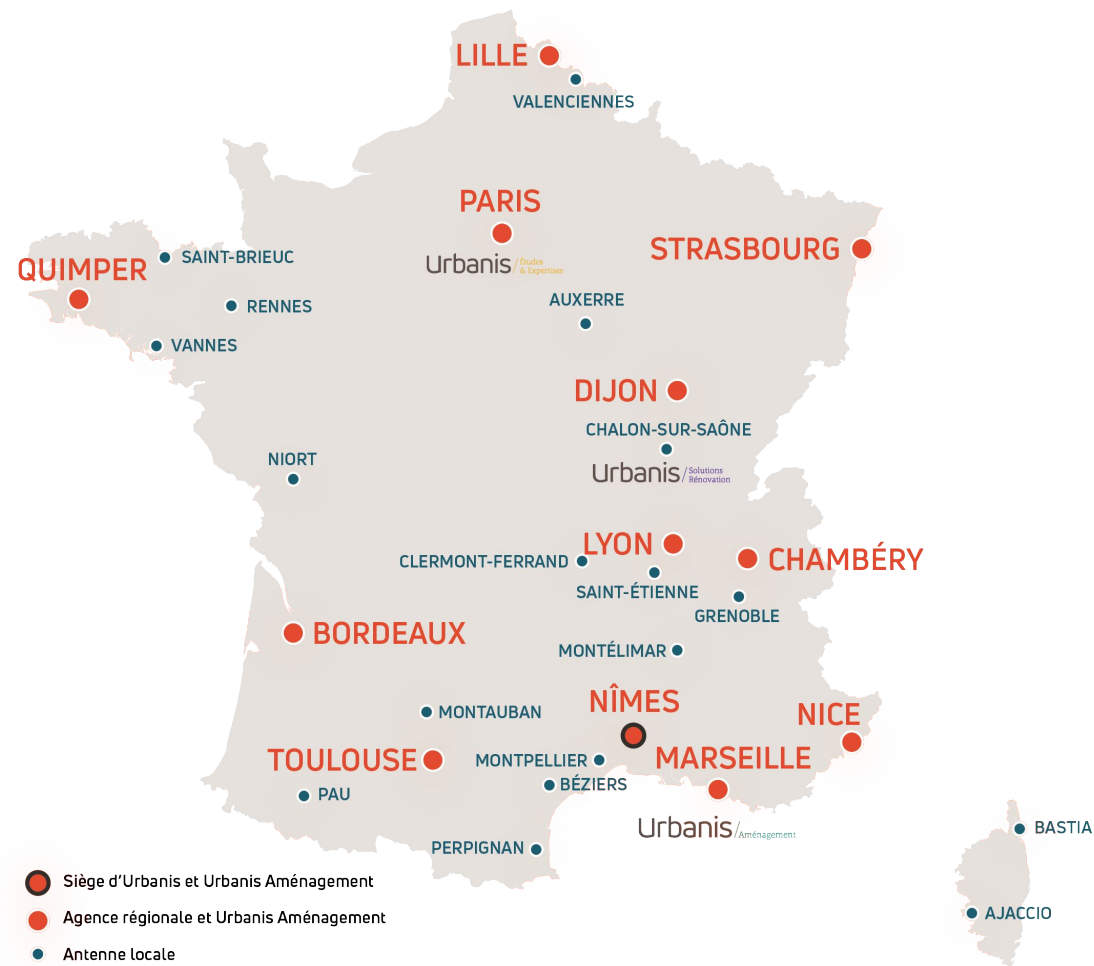 LILLE
VALENCIENNES
PARIS
Urbanis / Études
& Expertises
STRASBOURG
QUIMPER
SAINT-BRIEUC
RENNES
VANNES
AUXERRE
DIJON
CHALON-SUR-SAÔNE
Urbanis / Solutions
Rénovation
NIORT
CLERMONT-FERRAND
LYON
CHAMBÉRY
SAINT-ÉTIENNE
GRENOBLE
BORDEAUX
MONTÉLIMAR
NÎMES
NICE
MONTAUBAN
TOULOUSE
MONTPELLIER
MARSEILLE
BÉZIERS
PAU
Urbanis / Aménagement
BASTIA
PERPIGNAN
AJACCIO
Siège d'Urbanis et Urbanis Aménagement
Agence régionale et Urbanis Aménagement
Antenne locale